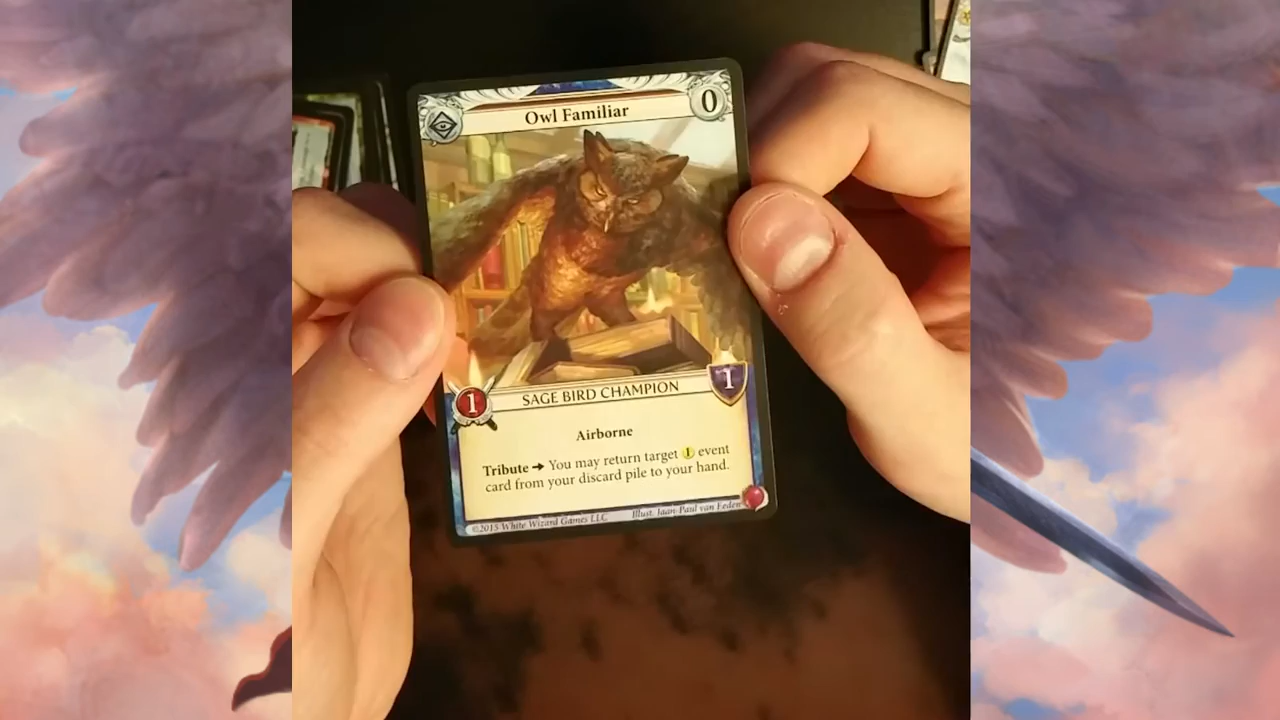 Owl Familiar
0
1
SAGE BIRD CHAMPION
1
Airborne
Tribute ➔ You may return target 1 event
card from your discard pile to your hand.
©2015 White Wizard Games LLC Illust. Jaan-Paul van Eeden